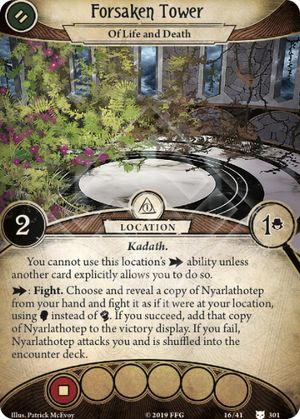 Forsaken Tower
Of Life and Death
2
LOCATION
1
Kadath.
You cannot use this location's ability unless
another card explicitly allows you to do so.
: Fight. Choose and reveal a copy of Nyarlathotep
from your hand and fight it as if it were at your location,
using instead of . If you succeed, add that copy
of Nyarlathotep to the victory display. If you fail,
Nyarlathotep attacks you and is shuffled into the
encounter deck.
Illus. Patrick McEvoy
© 2019 FFG
16/41
301